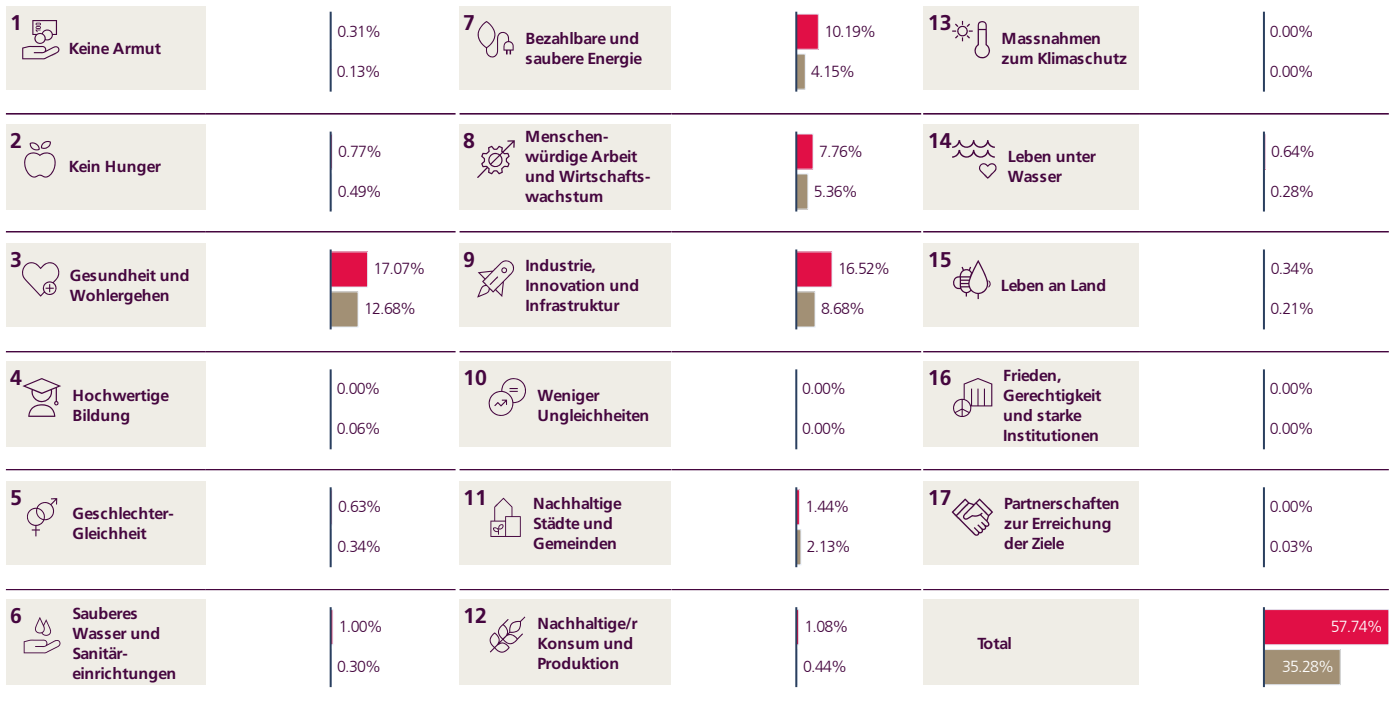 1
Keine Armut
0.31%
0.13%
2
Kein Hunger
0.77%
0.49%
3
Gesundheit und
Wohlergehen
17.07%
12.68%
4
Hochwertige
Bildung
0.00%
0.06%
5
Geschlechter-
Gleichheit
0.63%
0.34%
6
Sauberes
Wasser und
Sanitär-
einrichtungen
1.00%
0.30%
7
Bezahlbare und
saubere Energie
10.19%
4.15%
8
Menschen-
würdige Arbeit
und Wirtschafts-
wachstum
7.76%
5.36%
9
Industrie,
Innovation und
Infrastruktur
16.52%
8.68%
10
Weniger
Ungleichheiten
0.00%
0.00%
11
Nachhaltige
Städte und
Gemeinden
1.44%
2.13%
12
Nachhaltige/r
Konsum und
Produktion
1.08%
0.44%
13
Massnahmen
zum Klimaschutz
0.00%
0.00%
14
Leben unter
Wasser
0.64%
0.28%
15
Leben an Land
0.34%
0.21%
16
Frieden,
Gerechtigkeit
und starke
Institutionen
0.00%
0.00%
17
Partnerschaften
zur Erreichung
der Ziele
0.00%
0.03%
Total
57.74%
35.28%